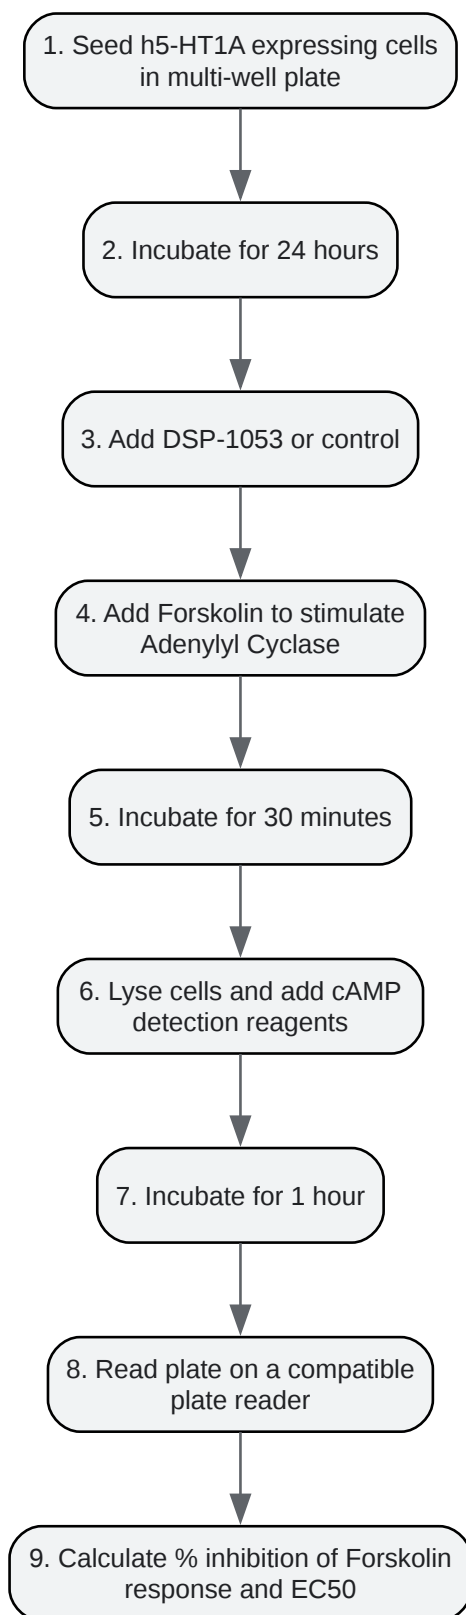 1. Seed h5-HT1A expressing cells
in multi-well plate
2. Incubate for 24 hours
3. Add DSP-1053 or control
4. Add Forskolin to stimulate
Adenylyl Cyclase
5. Incubate for 30 minutes
6. Lyse cells and add cAMP
detection reagents
7. Incubate for 1 hour
8. Read plate on a compatible
plate reader
9. Calculate % inhibition of Forskolin
response and EC50